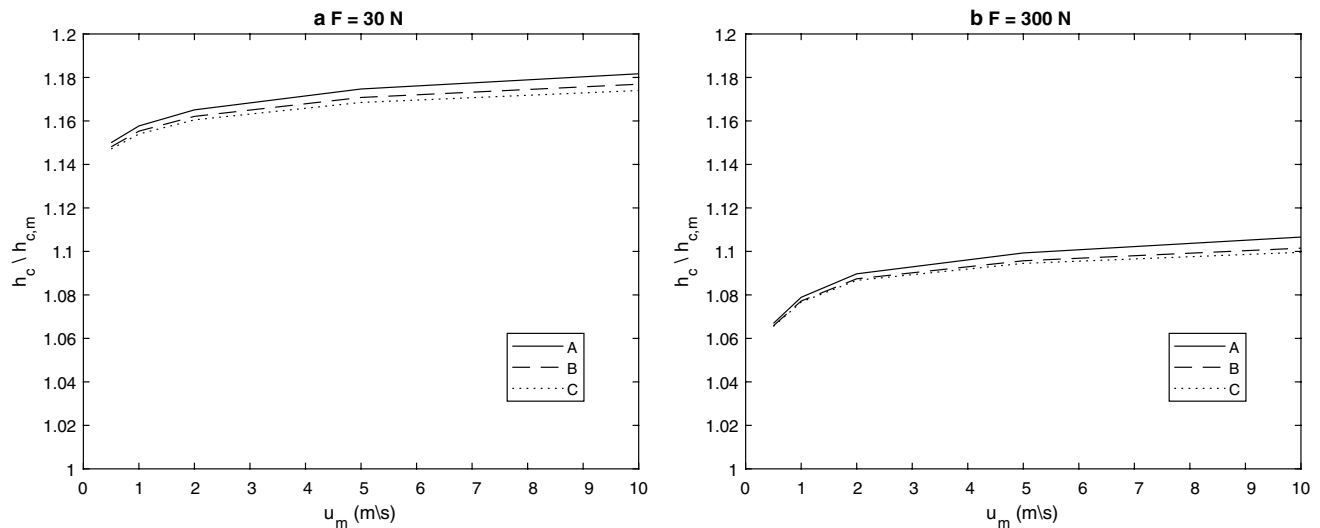 a F = 30 N
1.2
1.18
1.16
1.14
1.12
1.1
1.08
1.06
1.04
1.02
1
h_c \ h_{c,m}
A
B
C
0 1 2 3 4 5 6 7 8 9 10
u_m (m\s)
b F = 300 N
1.2
1.18
1.16
1.14
1.12
1.1
1.08
1.06
1.04
1.02
1
h_c \ h_{c,m}
A
B
C
0 1 2 3 4 5 6 7 8 9 10
u_m (m\s)